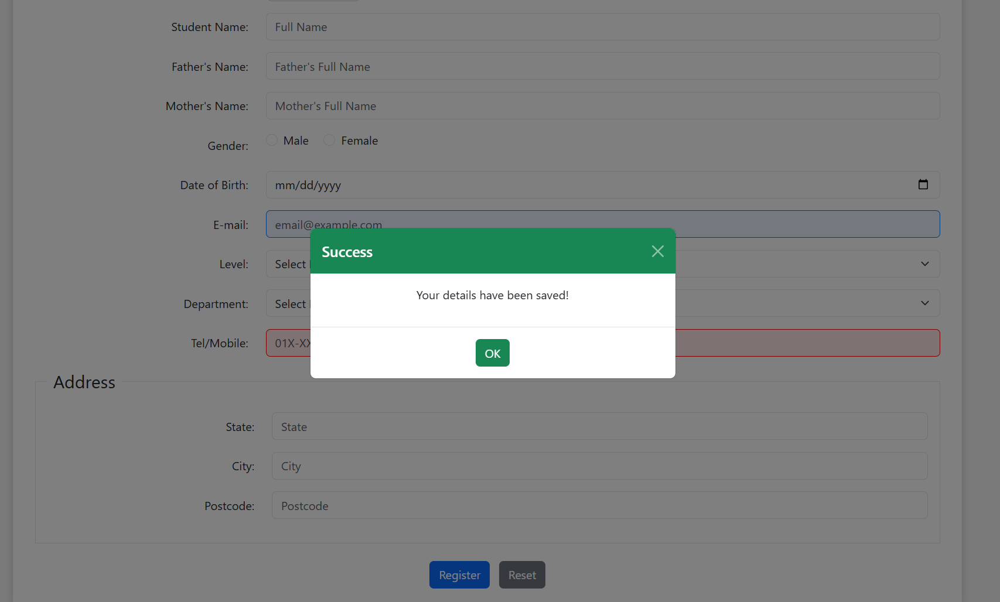 Student Name: Full Name
Father's Name: Father's Full Name
Mother's Name: Mother's Full Name
Gender: Male Female
Date of Birth: mm/dd/yyyy
E-mail: email@example.com
Success
Level: Select
Your details have been saved!
Department: Select
Tel/Mobile: 01X-XX
OK
Address
State: State
City: City
Postcode: Postcode
Register Reset